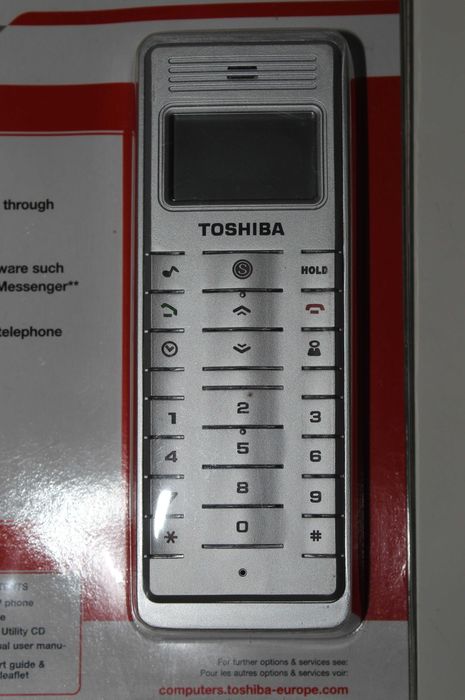 through
TOSHIBA
ware such
Messenger**
HOLD
telephone
1 2 3
4 5 6
7 8 9
* 0 #
phone
e
Utility CD
al user manu-
rt guide &
leaflet
For further options & services see:
Pour les autres options & services voir:
computers.toshiba-europe.com